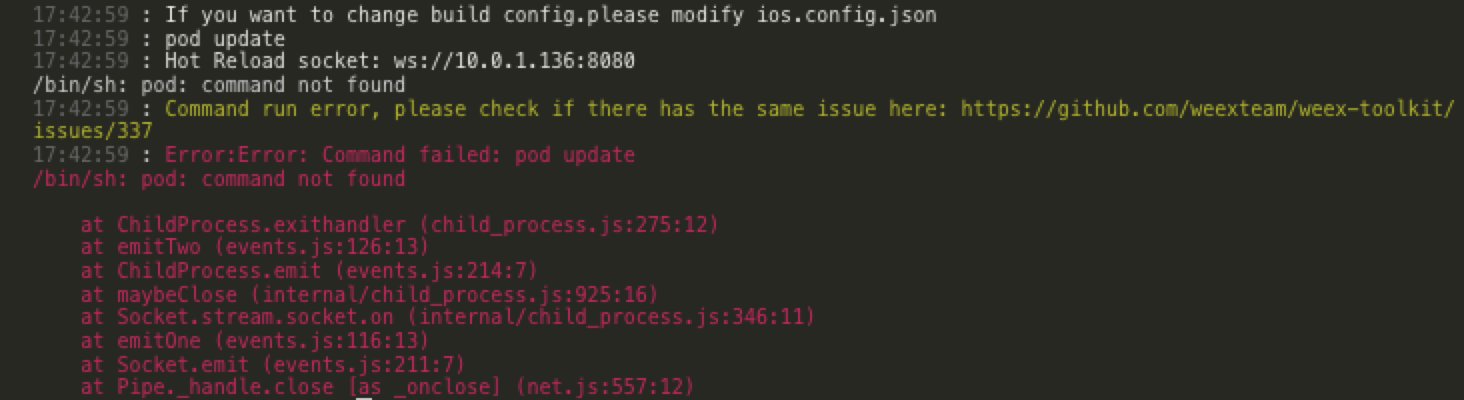 17:42:59 : If you want to change build config.please modify ios.config.json
17:42:59 : pod update
17:42:59 : Hot Reload socket: ws://10.0.1.136:8080
/bin/sh: pod: command not found
17:42:59 : Command run error, please check if there has the same issue here: https://github.com/weexteam/weex-toolkit/
issues/337
17:42:59 : Error:Error: Command failed: pod update
/bin/sh: pod: command not found
at ChildProcess.exithandler (child_process.js:275:12)
at emitTwo (events.js:126:13)
at ChildProcess.emit (events.js:214:7)
at maybeClose (internal/child_process.js:925:16)
at Socket.stream.socket.on (internal/child_process.js:346:11)
at emitOne (events.js:116:13)
at Socket.emit (events.js:211:7)
at Pipe._handle.close [as _onclose] (net.js:557:12)